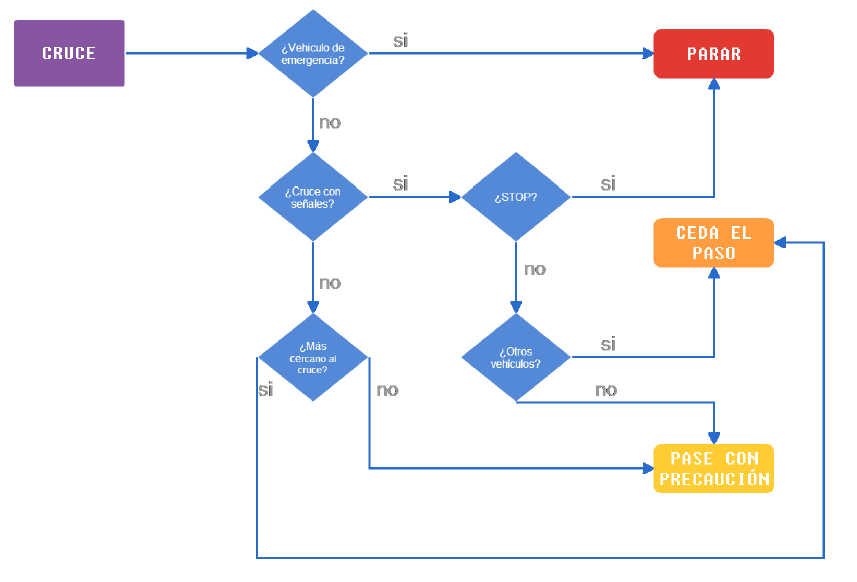 CRUCE
¿Vehiculo de
emergencia?
si
PARAR
no
¿Cruce con
señales?
si
¿STOP?
si
CEDA EL
PASO
no
no
¿Más
cercano al
cruce?
¿Otros
vehículos?
si
si
no
no
PASE CON
PRECAUCIÓN